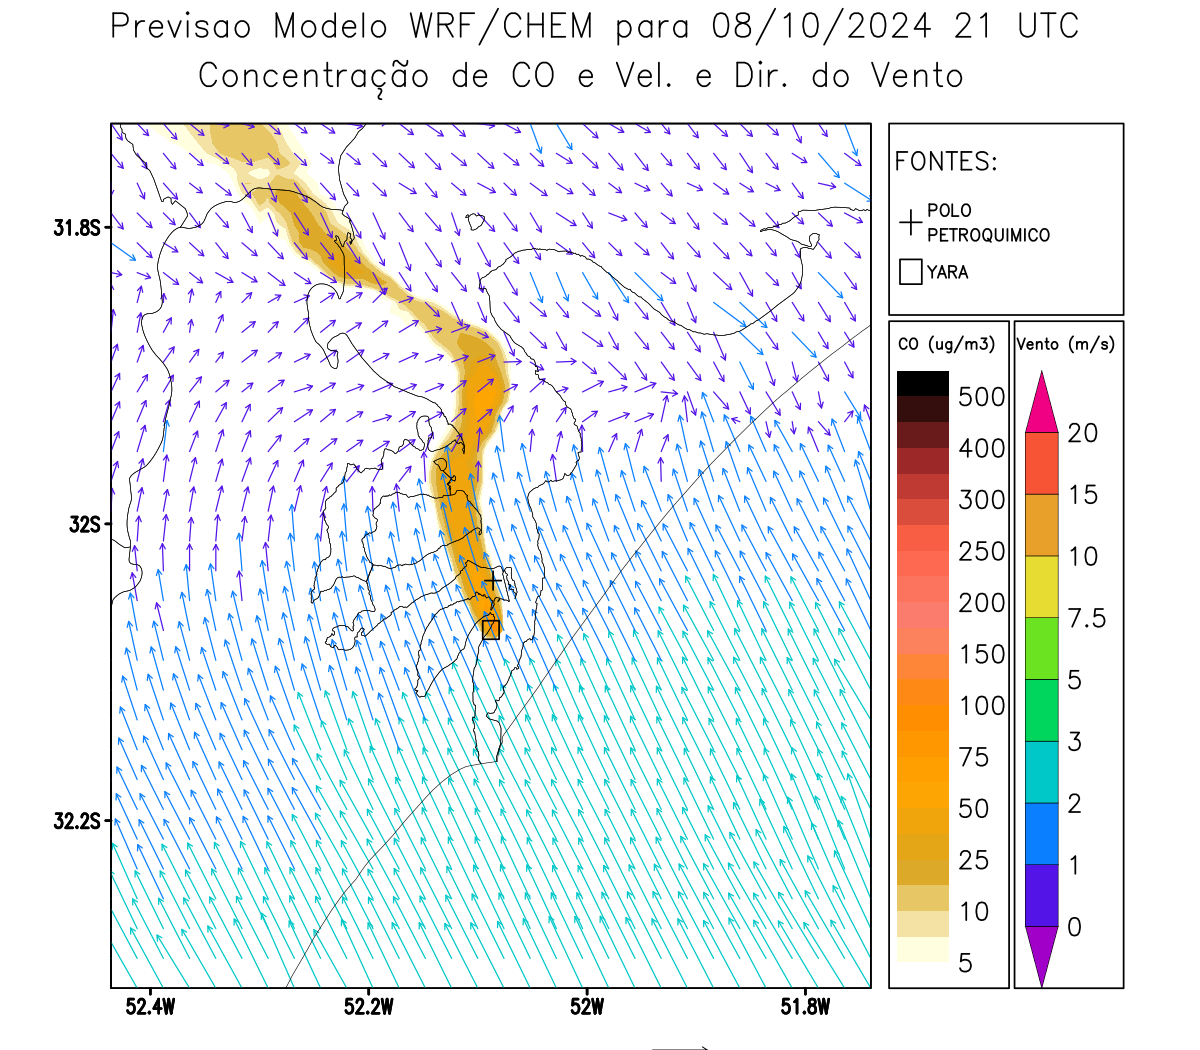 Previsao Modelo WRF/CHEM para 08/10/2024 21 UTC
Concentração de CO e Vel. e Dir. do Vento
FONTES:
POLO
PETROQUIMICO
YARA
CO (ug/m3)
500
400
300
250
200
150
100
75
50
25
10
5
Vento (m/s)
20
15
10
7.5
5
3
2
1
0
31.8S
32S
32.2S
52.4W
52.2W
52W
51.8W